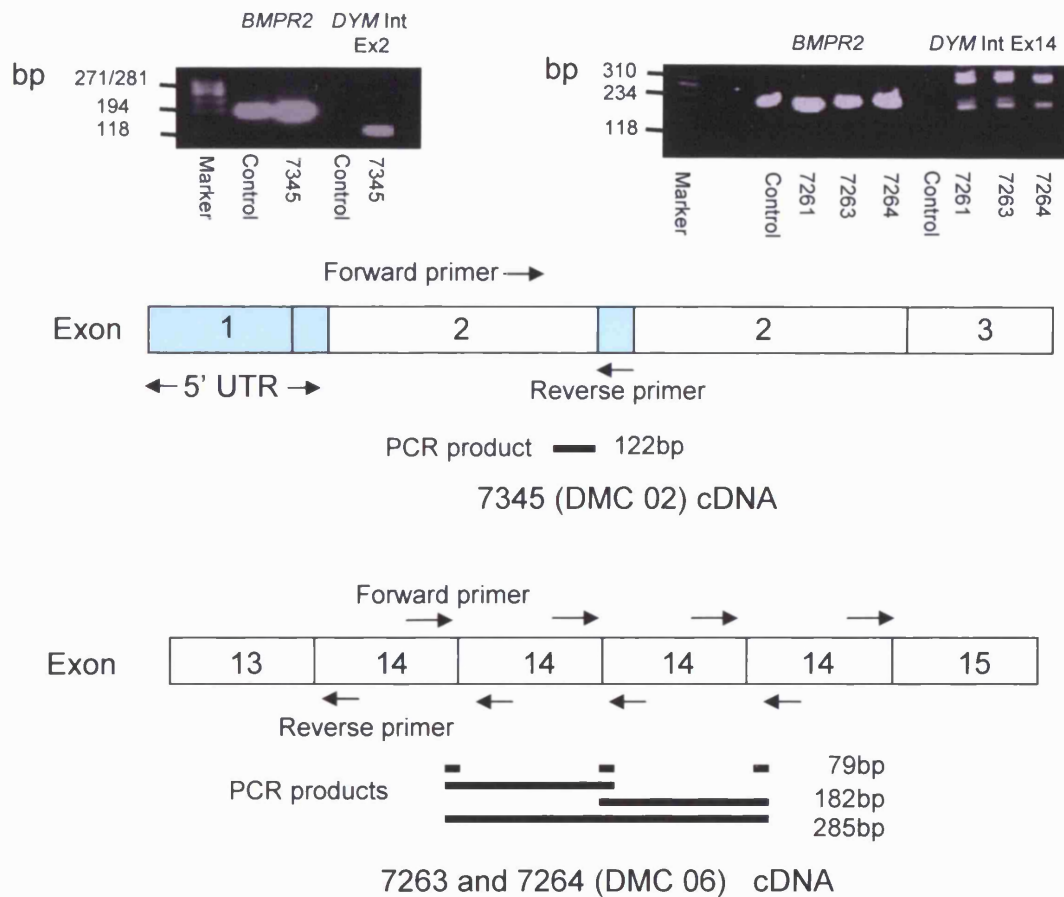 BMPR2 DYM Int
Ex2
bp
271/281
194
118
Marker
Control
7345
Control
7345
BMPR2 DYM Int Ex14
bp
310
234
118
Marker
Control
7261
7263
7264
Control
7261
7263
7264
Forward primer
Exon 1 2 2 3
5' UTR
Reverse primer
PCR product 122bp
7345 (DMC 02) cDNA
Forward primer
Exon 13 14 14 14 14 15
Reverse primer
PCR products
79bp
182bp
285bp
7263 and 7264 (DMC 06) cDNA